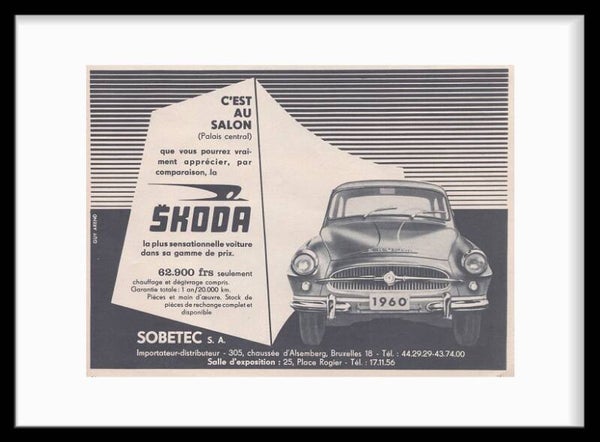 C'EST
AU
SALON
(Palais central)
que vous pourrez vrai-
ment apprécier, par
comparaison, la
ŠKODA
la plus sensationnelle voiture
dans sa gamme de prix.
62.900 frs seulement
chauffage et dégivrage compris.
Garantie totale : 1 an/20.000 km.
Pièces et main d'œuvre. Stock de
pièces de rechange complet et
disponible
GUY AREND
1960
SOBETEC S. A.
Importateur-distributeur - 305, chaussée d'Alsemberg, Bruxelles 18 - Tél. : 44.29.29-43.74.00
Salle d'exposition : 25, Place Rogier - Tél. : 17.11.56